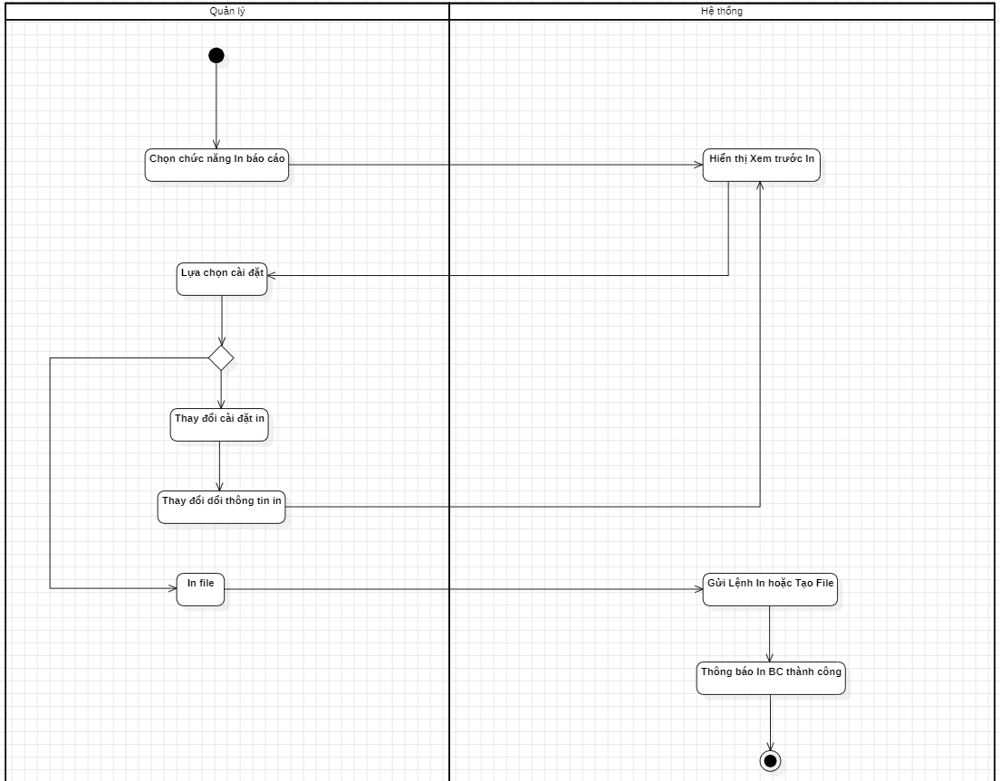 Quản lý
Hệ thống
Chọn chức năng In báo cáo
Hiển thị Xem trước In
Lựa chọn cài đặt
Thay đổi cài đặt in
Thay đổi dổi thông tin in
In file
Gửi Lệnh In hoặc Tạo File
Thông báo In BC thành công